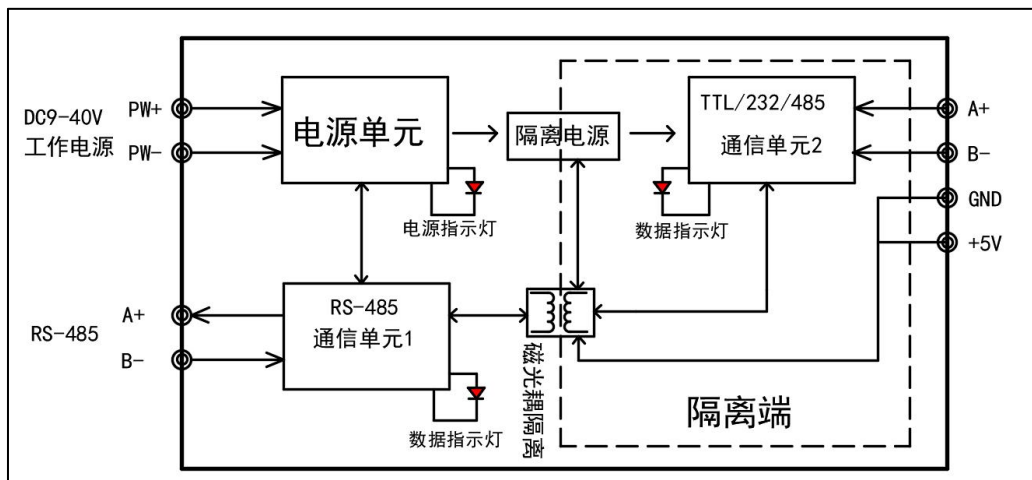 DC9-40V
工作电源
PW+
PW-
电源单元
电源指示灯
隔离电源
TTL/232/485
通信单元2
数据指示灯
A+
B-
GND
+5V
RS-485
A+
B-
RS-485
通信单元1
数据指示灯
磁光耦隔离
隔离端